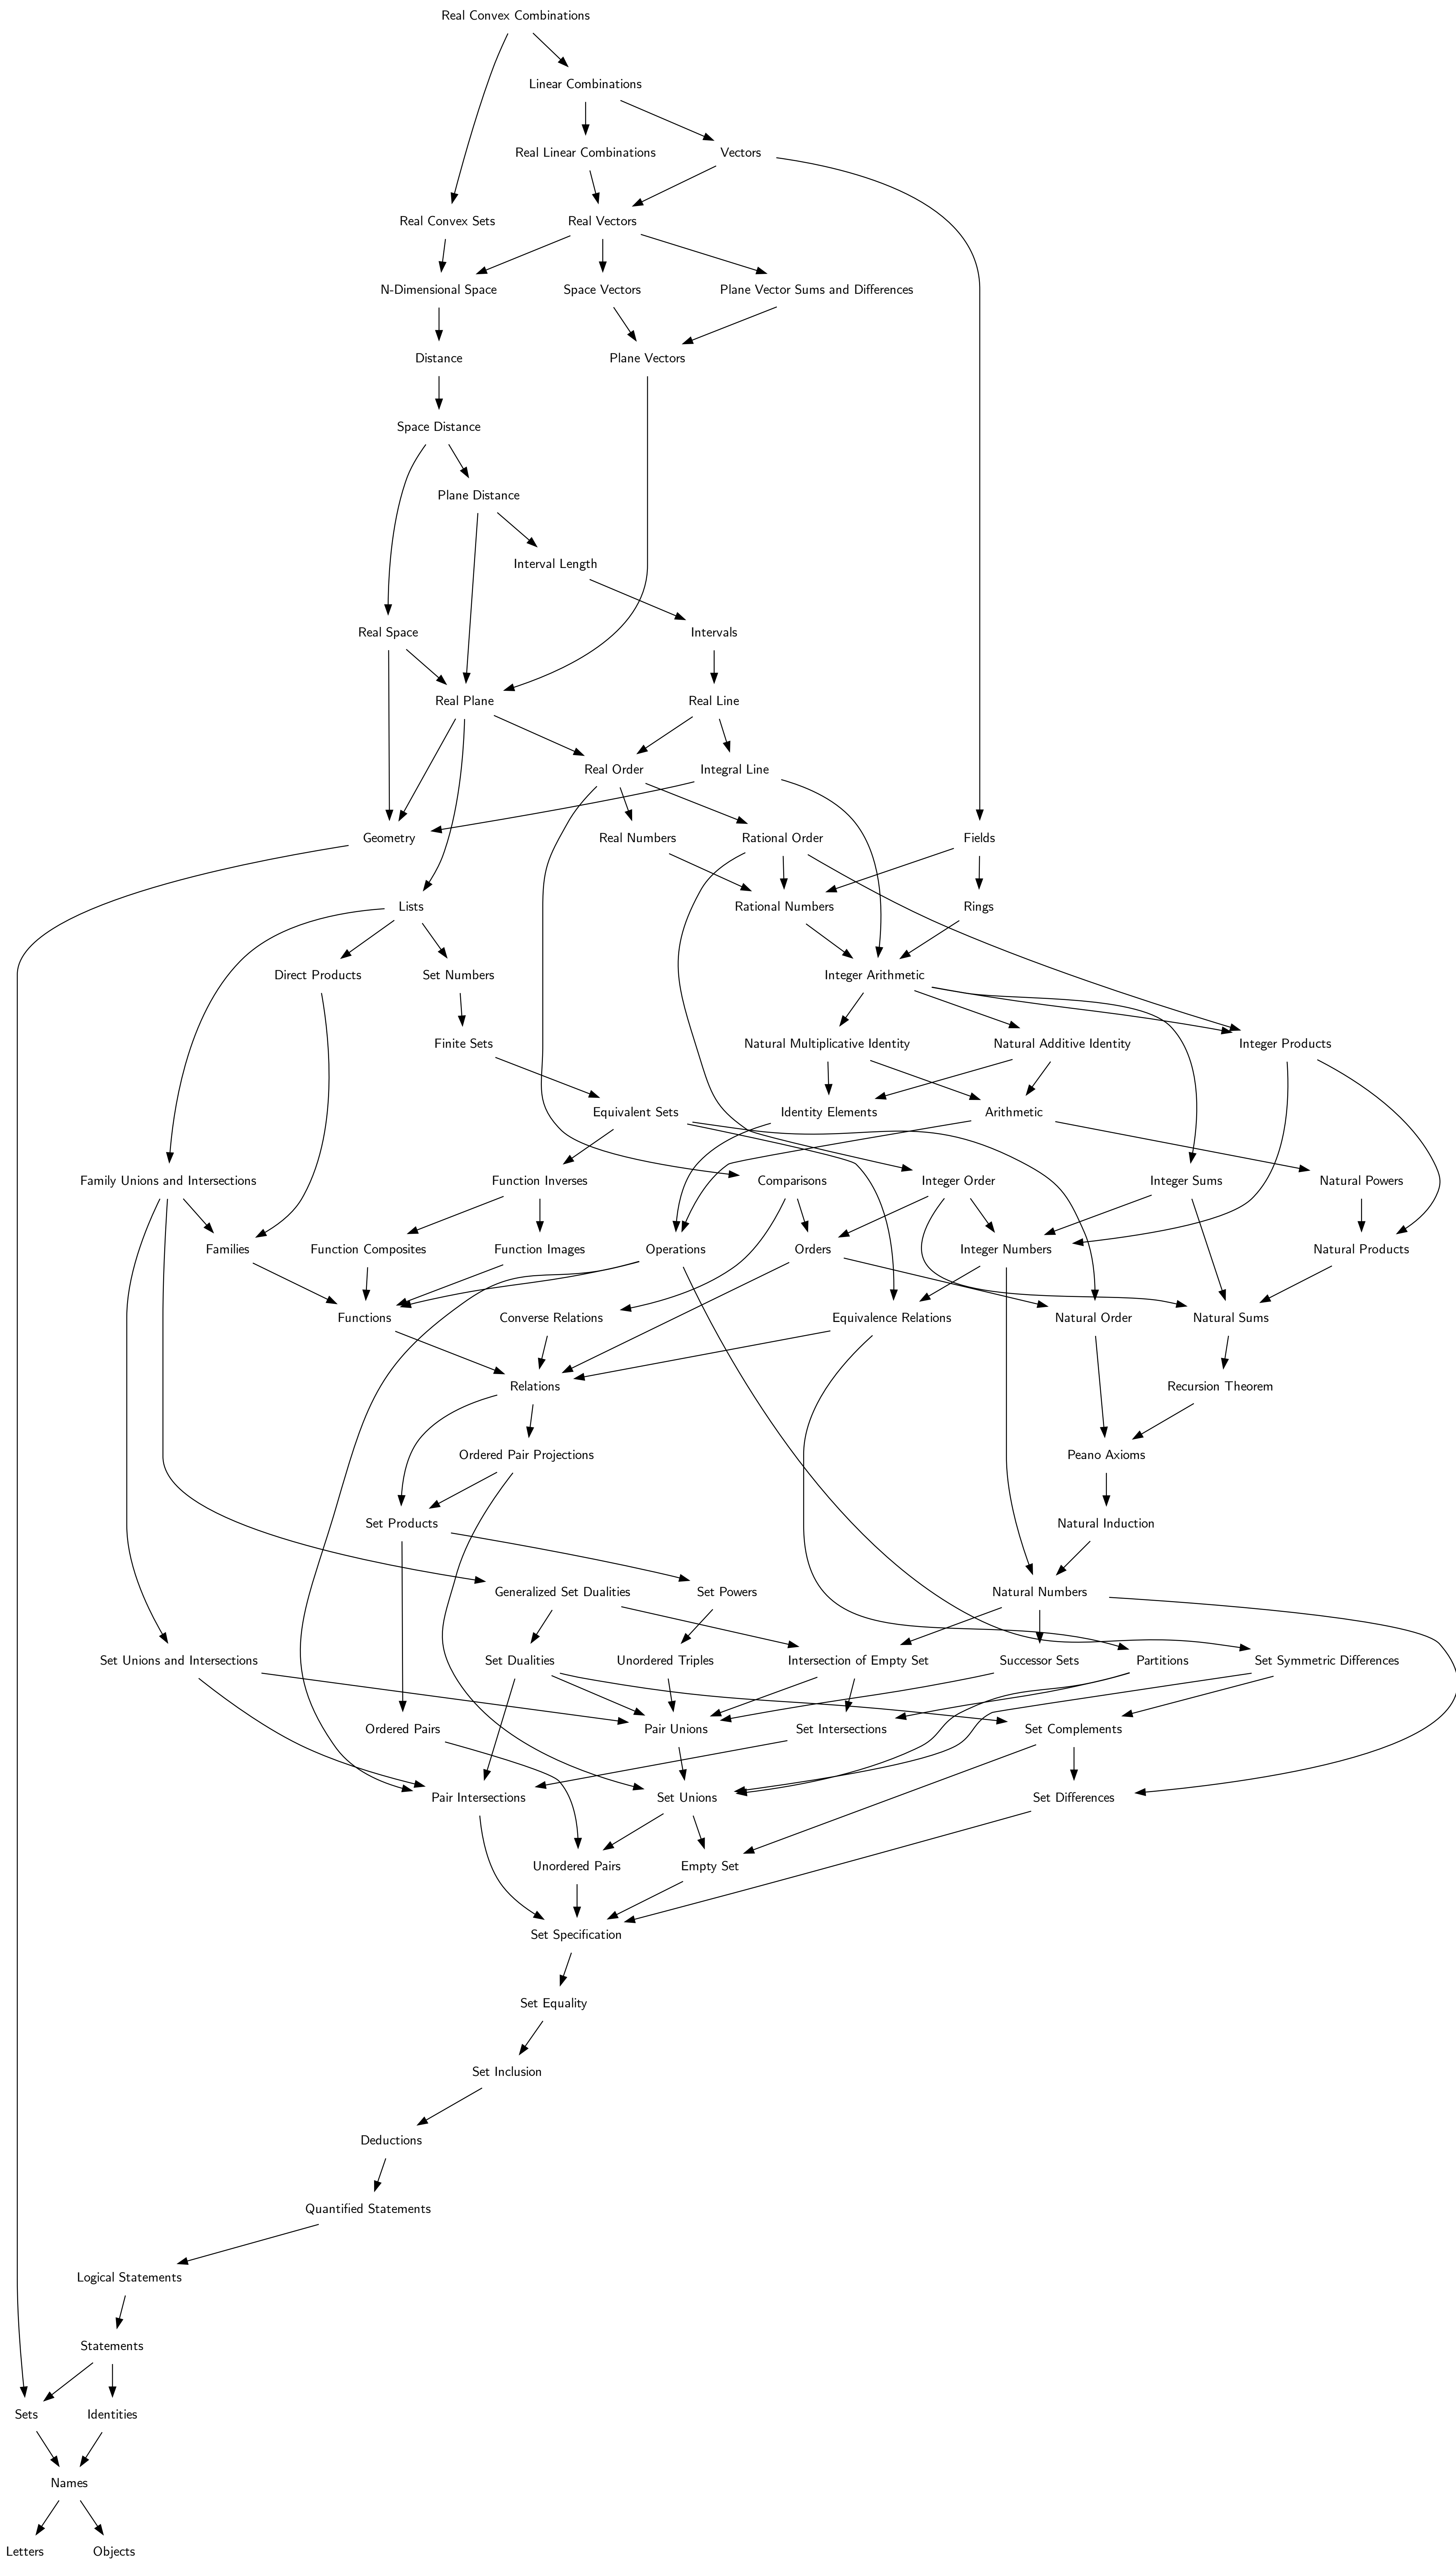 Real Convex Combinations
Linear Combinations
Real Linear Combinations
Vectors
Real Convex Sets
Real Vectors
N-Dimensional Space
Space Vectors
Plane Vector Sums and Differences
Distance
Plane Vectors
Space Distance
Plane Distance
Interval Length
Real Space
Intervals
Real Plane
Real Line
Real Order
Integral Line
Geometry
Real Numbers
Rational Order
Fields
Lists
Rational Numbers
Rings
Direct Products
Set Numbers
Integer Arithmetic
Finite Sets
Natural Multiplicative Identity
Natural Additive Identity
Integer Products
Equivalent Sets
Identity Elements
Arithmetic
Family Unions and Intersections
Function Inverses
Comparisons
Integer Order
Integer Sums
Natural Powers
Families
Function Composites
Function Images
Operations
Orders
Integer Numbers
Natural Products
Functions
Converse Relations
Equivalence Relations
Natural Order
Natural Sums
Relations
Recursion Theorem
Ordered Pair Projections
Peano Axioms
Set Products
Natural Induction
Generalized Set Dualities
Set Powers
Natural Numbers
Set Unions and Intersections
Set Dualities
Unordered Triples
Intersection of Empty Set
Successor Sets
Partitions
Set Symmetric Differences
Ordered Pairs
Pair Unions
Set Intersections
Set Complements
Pair Intersections
Set Unions
Set Differences
Unordered Pairs
Empty Set
Set Specification
Set Equality
Set Inclusion
Deductions
Quantified Statements
Logical Statements
Statements
Sets
Identities
Names
Letters
Objects